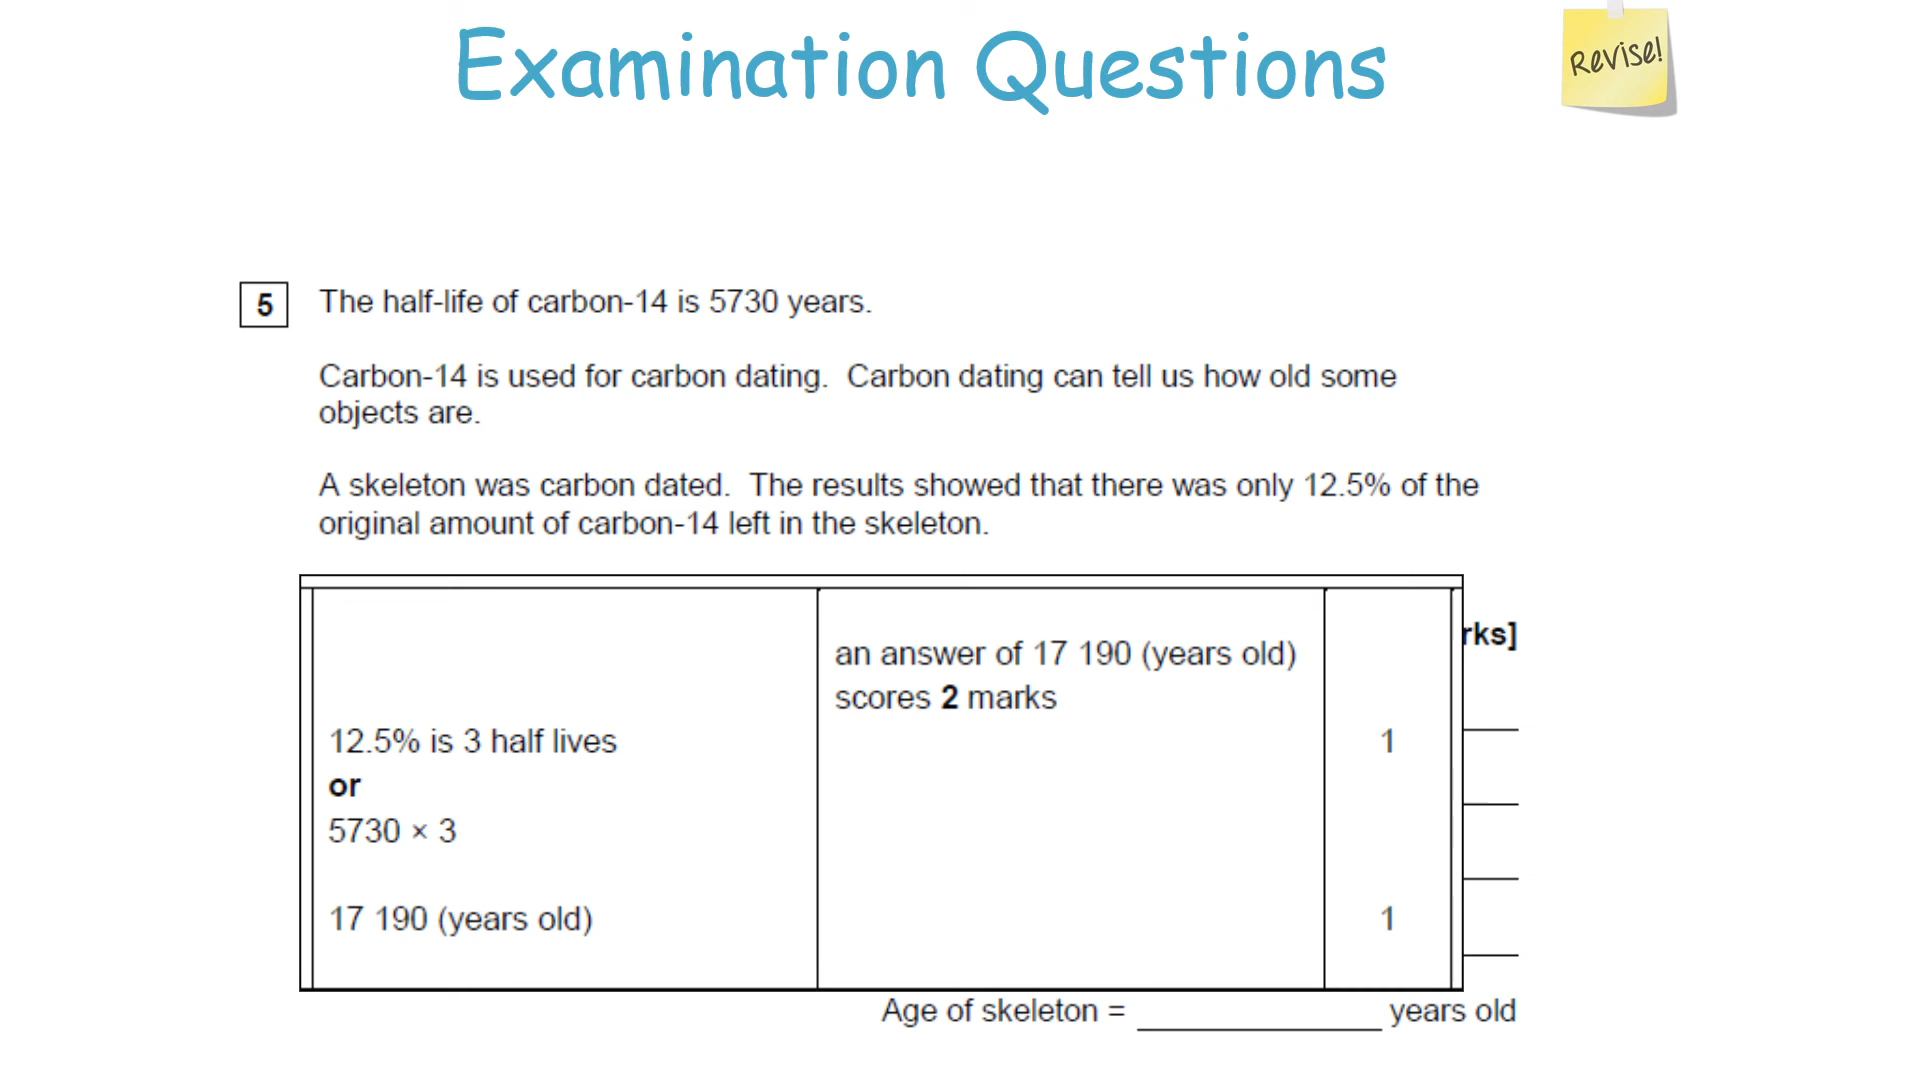 Examination Questions
Revise!
5 The half-life of carbon-14 is 5730 years.
Carbon-14 is used for carbon dating. Carbon dating can tell us how old some
objects are.
A skeleton was carbon dated. The results showed that there was only 12.5% of the
original amount of carbon-14 left in the skeleton.
rks]
an answer of 17 190 (years old)
scores 2 marks
12.5% is 3 half lives 1
or
5730 × 3
17 190 (years old) 1
Age of skeleton = ______________ years old